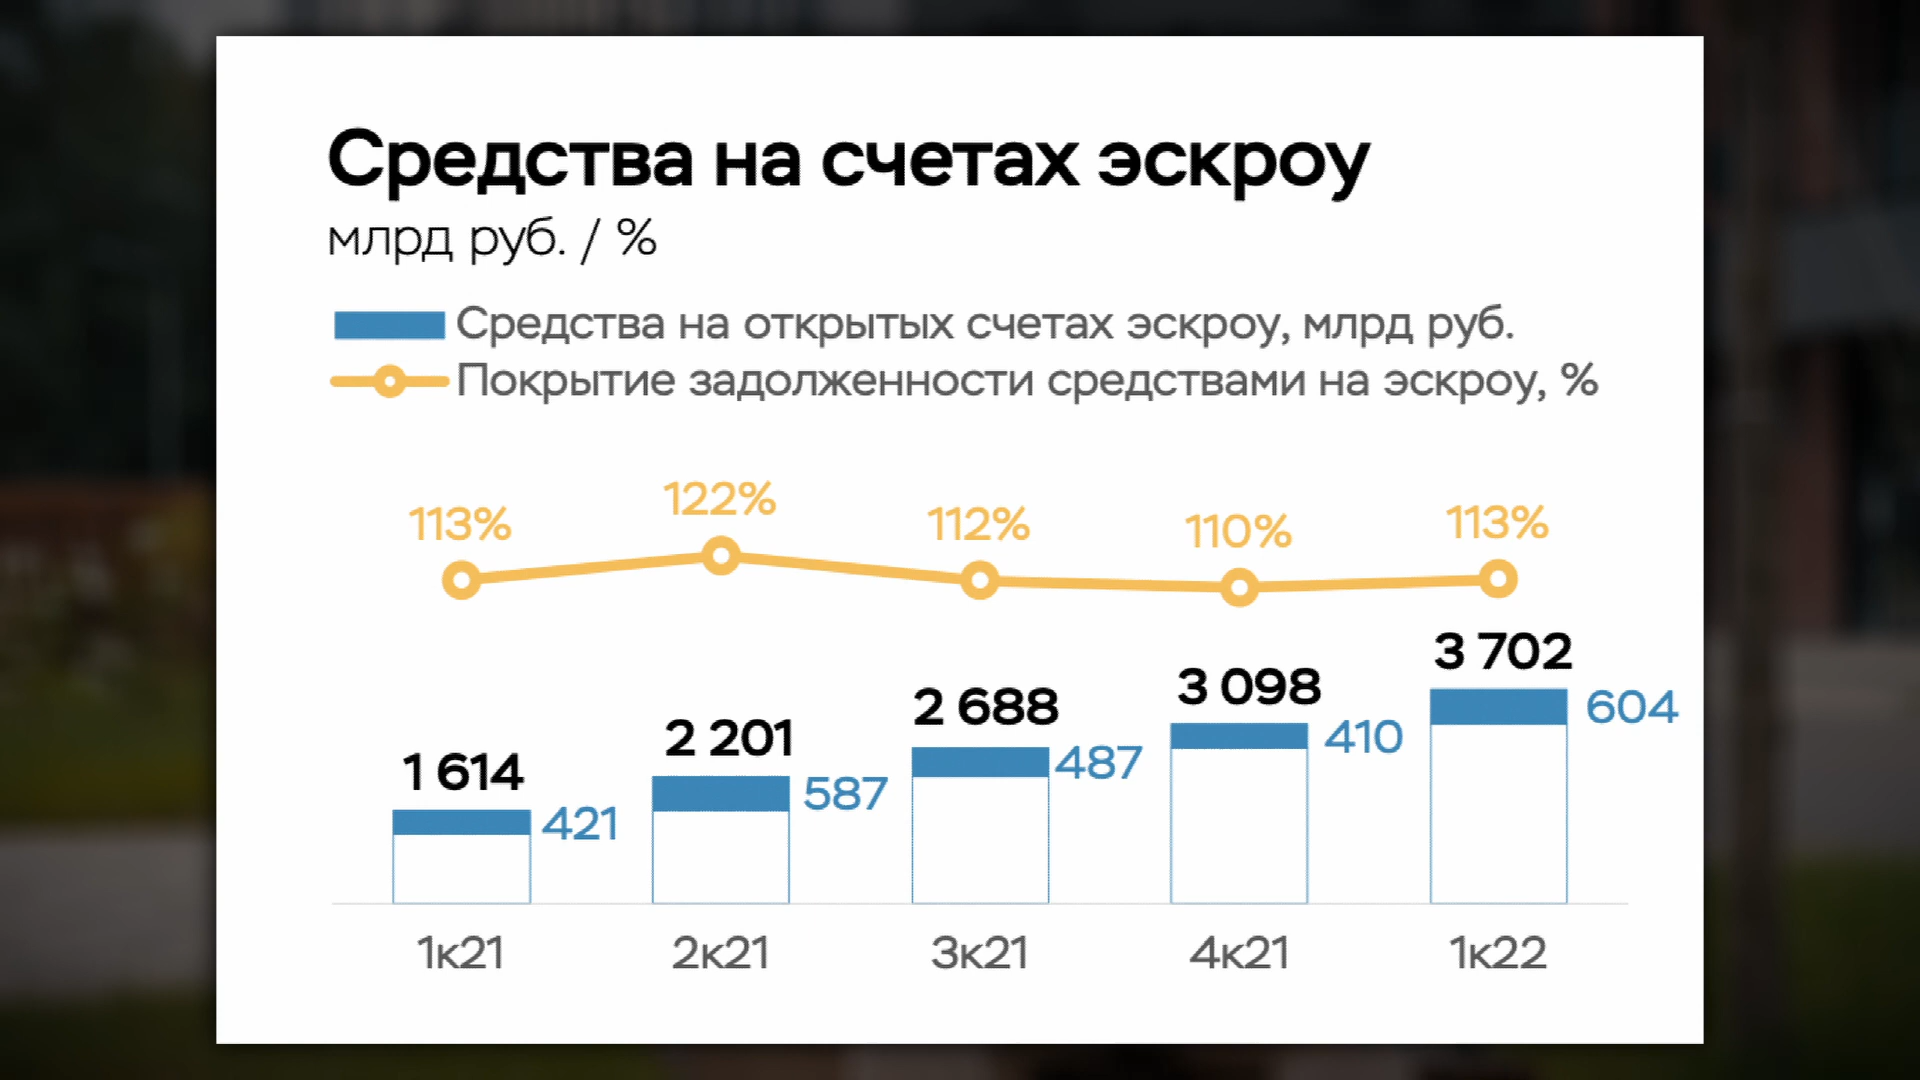 Средства на счетах эскроу
млрд руб. / %
Средства на открытых счетах эскроу, млрд руб.
Покрытие задолженности средствами на эскроу, %
113% 122% 112% 110% 113%
1 614 2 201 2 688 3 098 3 702
421 587 487 410 604
1к21 2к21 3к21 4к21 1к22